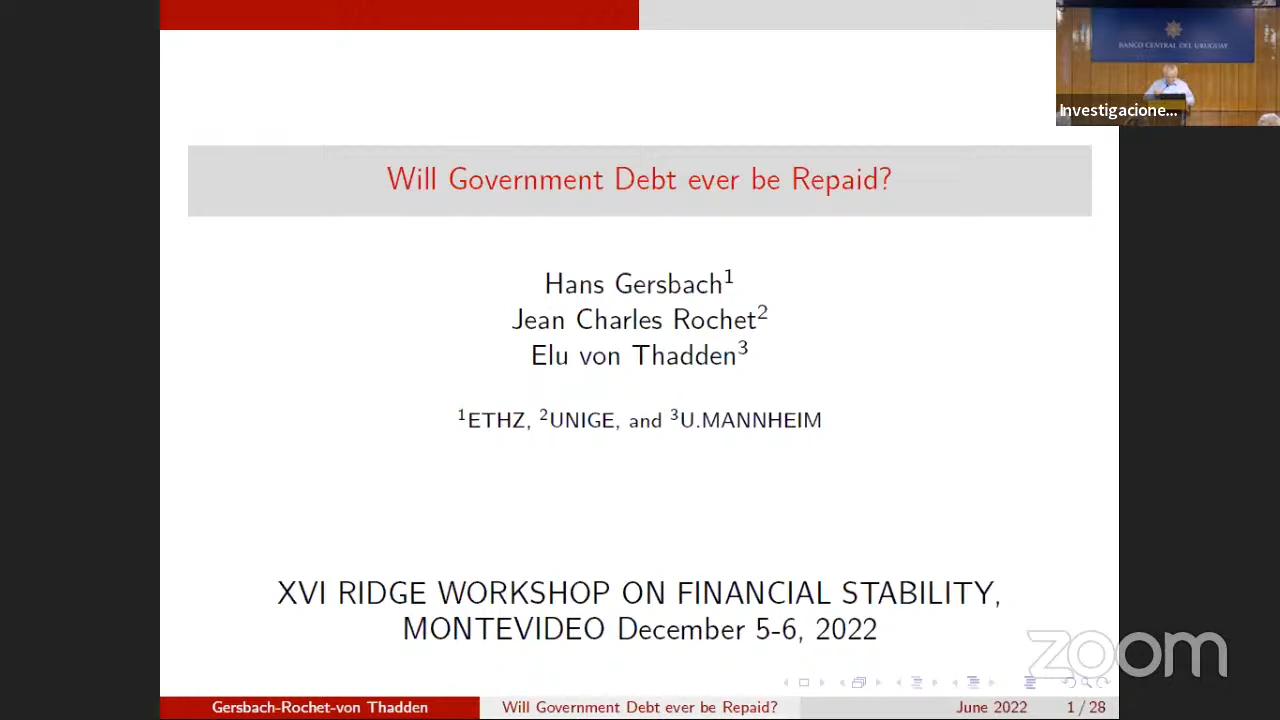 BANCO CENTRAL DEL URUGUAY
Investigacione...
Will Government Debt ever be Repaid?
Hans Gersbach1
Jean Charles Rochet2
Elu von Thadden3
1ETHZ, 2UNIGE, and 3U.MANNHEIM
XVI RIDGE WORKSHOP ON FINANCIAL STABILITY,
MONTEVIDEO December 5-6, 2022
zoom
Gersbach-Rochet-von Thadden Will Government Debt ever be Repaid? June 2022 1 / 28